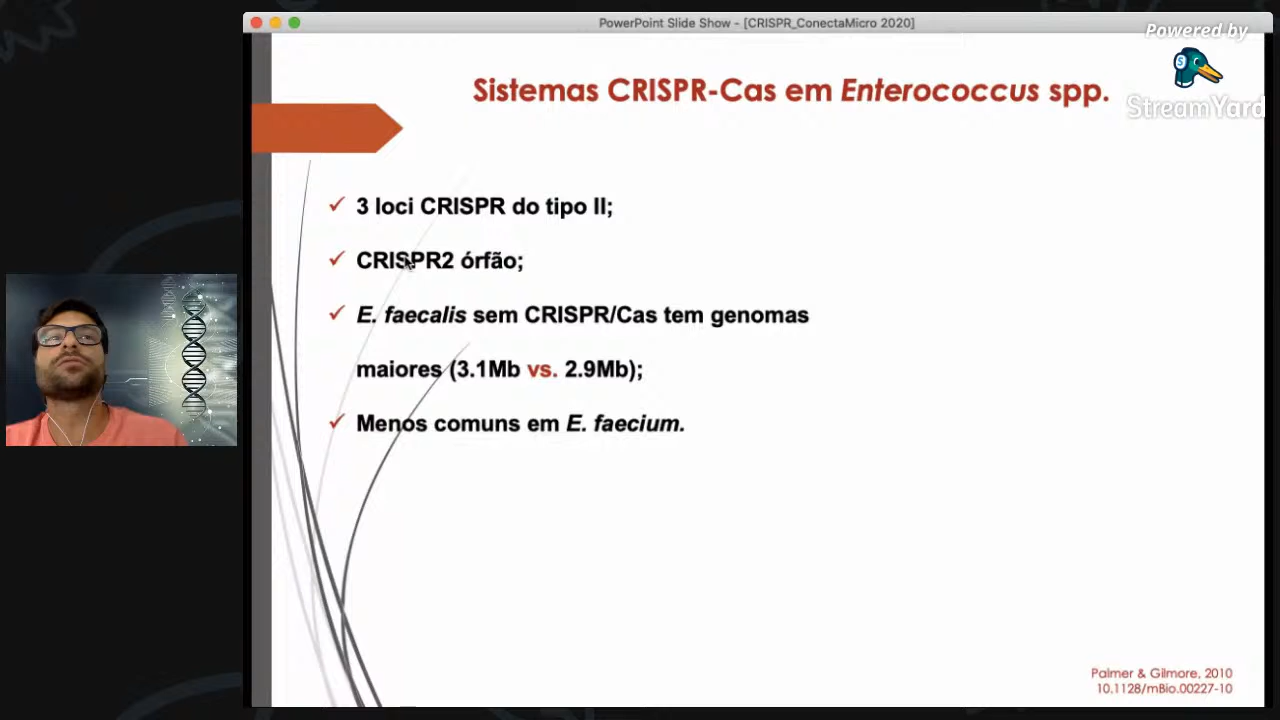 PowerPoint Slide Show - [CRISPR_ConectaMicro 2020]
Powered by
StreamYard
Sistemas CRISPR-Cas em Enterococcus spp.
3 loci CRISPR do tipo II;
CRISPR2 órfão;
E. faecalis sem CRISPR/Cas tem genomas
maiores (3.1Mb vs. 2.9Mb);
Menos comuns em E. faecium.
Palmer & Gilmore, 2010
10.1128/mBio.00227-10